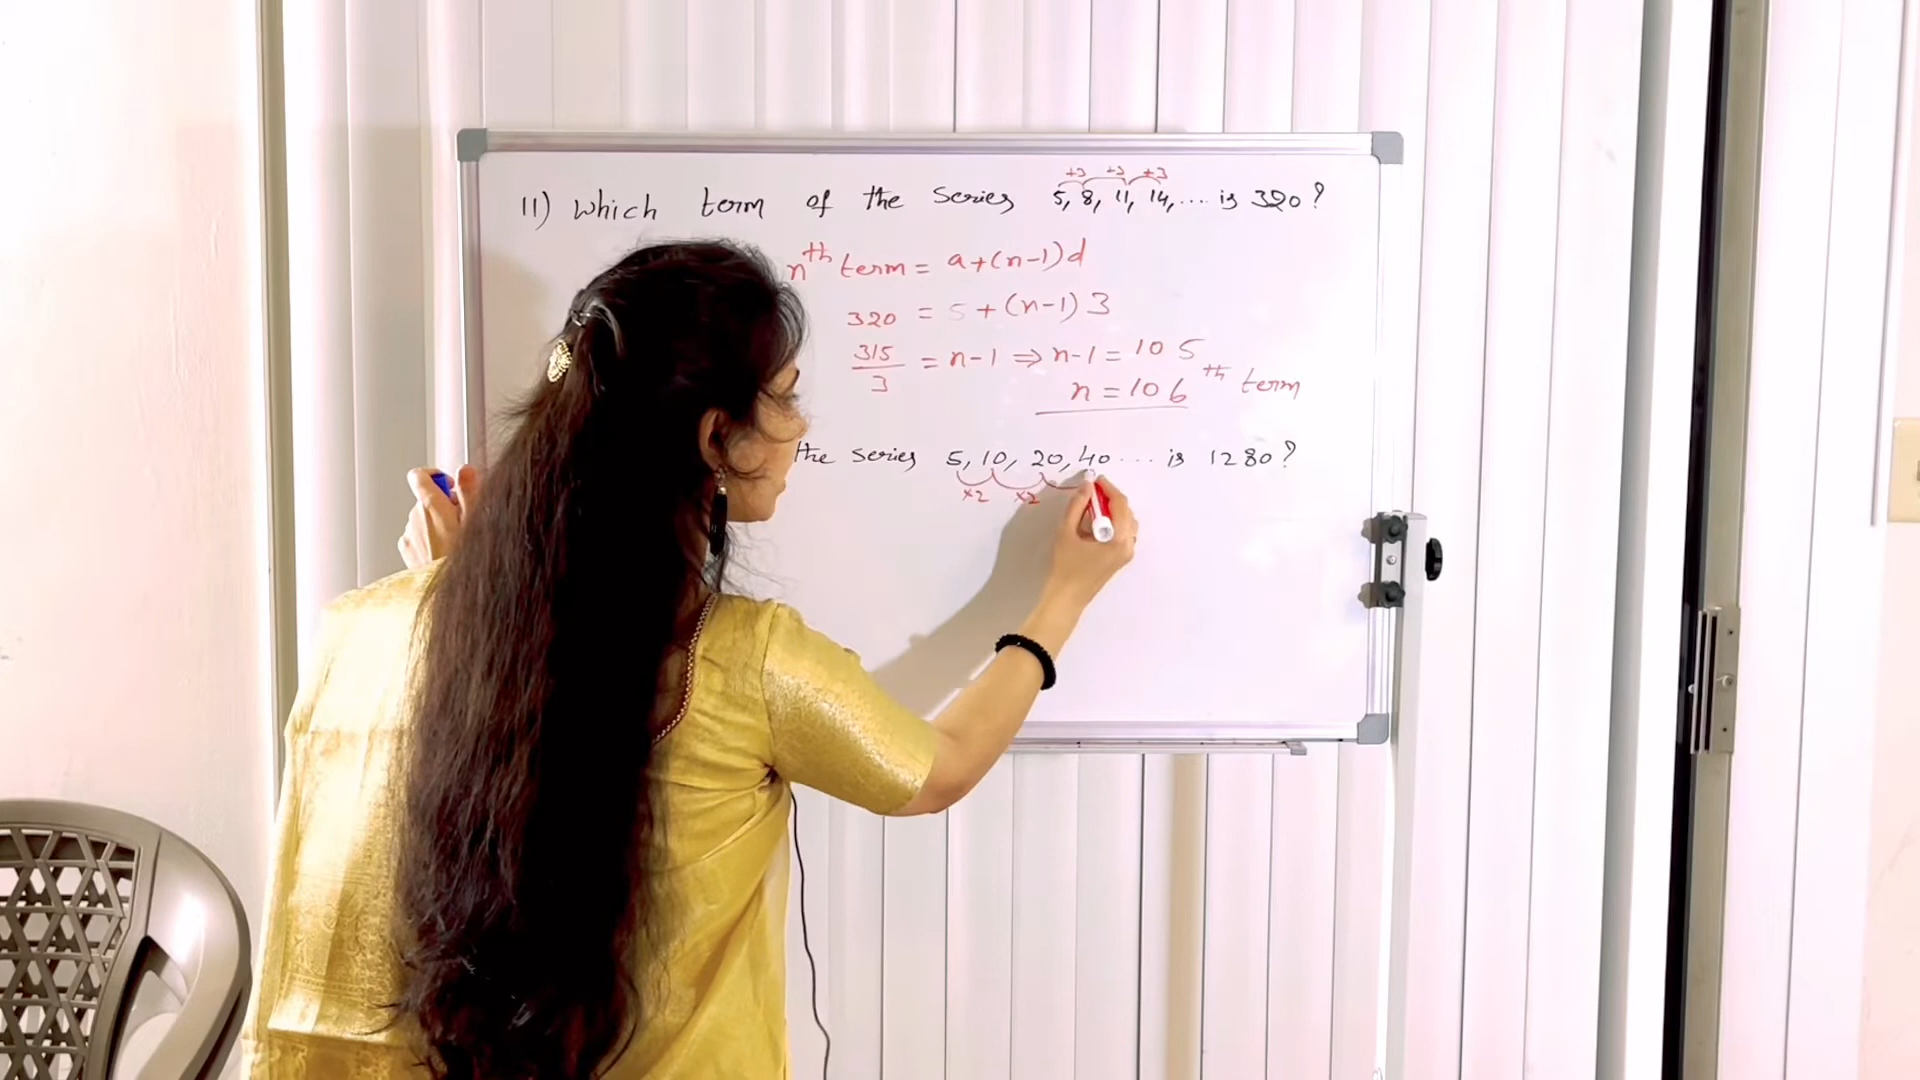 +3 +3 +3
11) Which term of the series 5, 8, 11, 14, .... is 320?
nth term = a+(n-1)d
320 = 5+(n-1) 3
315/3 = n-1 ⇒ n-1 = 105
n = 106 th term
the series 5, 10, 20, 40 .... is 1280?
×2 ×2